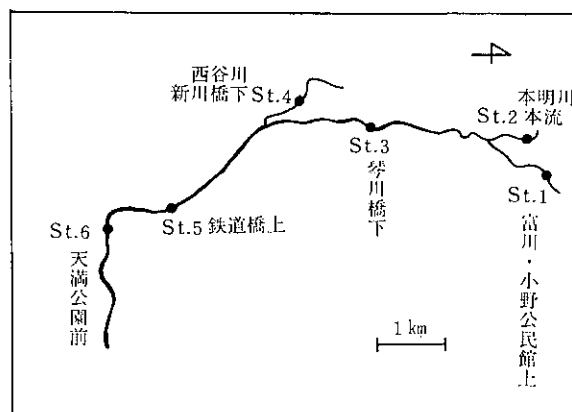 西谷川
新川橋下 St.4
本明川
St.2 本流
St.3
琴川橋下
St.1
富川・小野公民館上
St.5 鉄道橋上
St.6
天満公園前
1 km